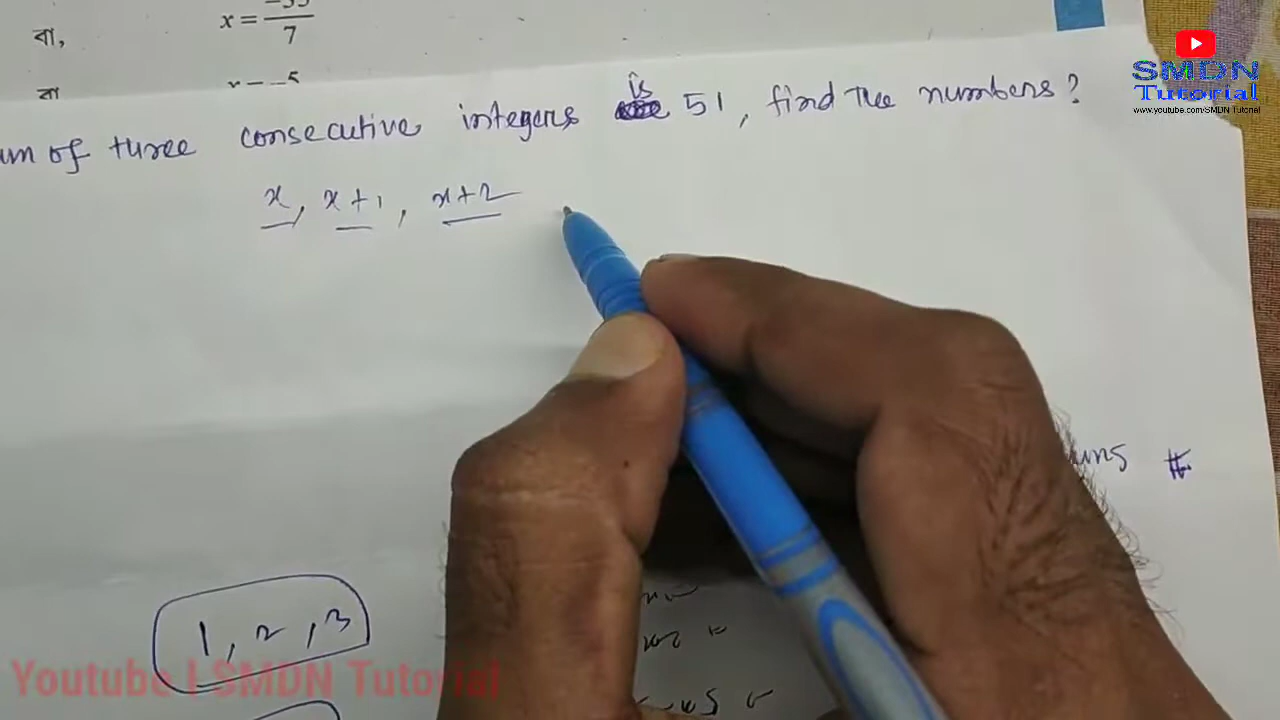 বা, x = -35/7
বা x = -5
um of three consecutive integers is 51, find the numbers?
x, x+1, x+2
1, 2, 3
#
SMDN
Tutorial
www.youtube.com/SMDN Tutorial
Youtube | SMDN Tutorial